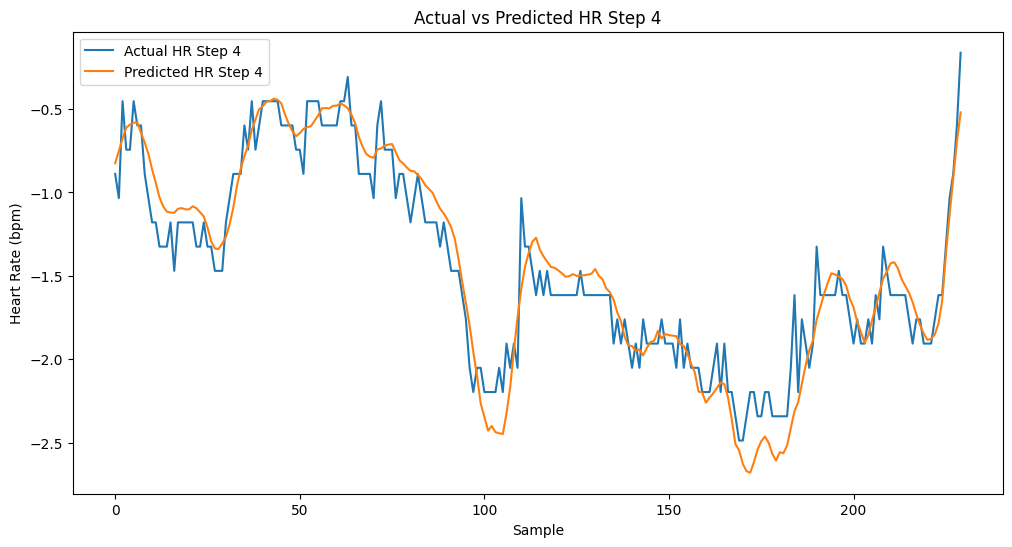 Actual vs Predicted HR Step 4
Actual HR Step 4
Predicted HR Step 4
Heart Rate (bpm)
−0.5
−1.0
−1.5
−2.0
−2.5
0 50 100 150 200
Sample